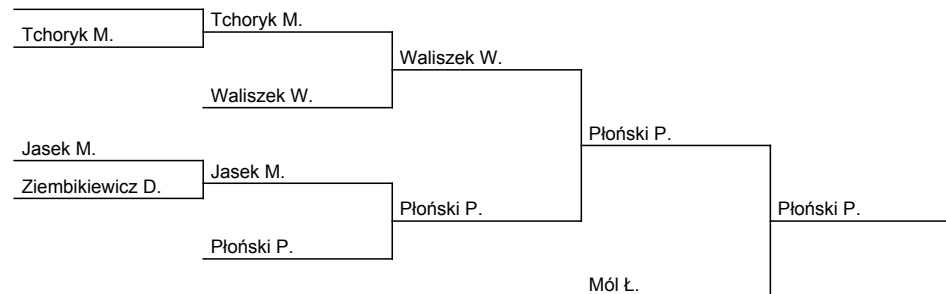 Tchoryk M.
Tchoryk M.
Waliszek W.
Waliszek W.
Płoński P.
Jasek M.
Jasek M.
Ziembikiewicz D.
Płoński P.
Płoński P.
Płoński P.
Mól Ł.